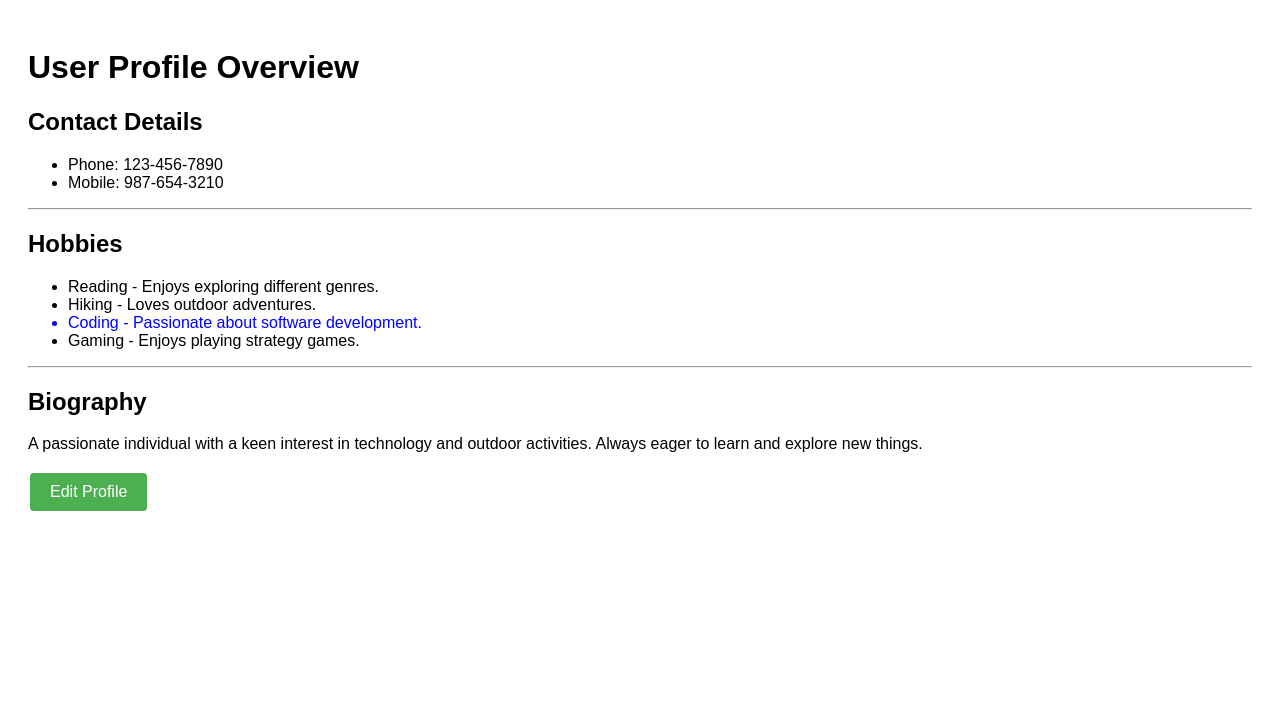 User Profile Overview
Contact Details
Phone: 123-456-7890
Mobile: 987-654-3210
Hobbies
Reading - Enjoys exploring different genres.
Hiking - Loves outdoor adventures.
Coding - Passionate about software development.
Gaming - Enjoys playing strategy games.
Biography
A passionate individual with a keen interest in technology and outdoor activities. Always eager to learn and explore new things.
Edit Profile